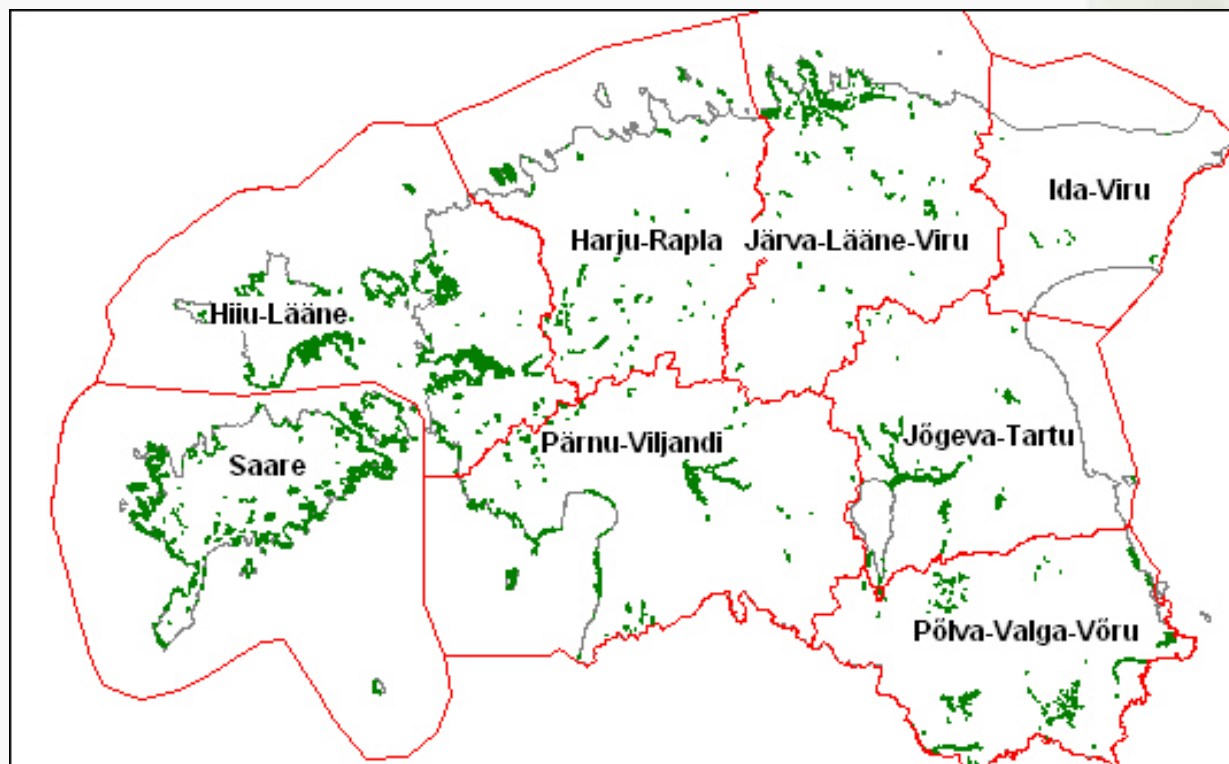 Ida-Viru
Harju-Rapla
Järva-Lääne-Viru
Hiiu-Lääne
Pärnu-Viljandi
Jõgeva-Tartu
Saare
Põlva-Valga-Võru